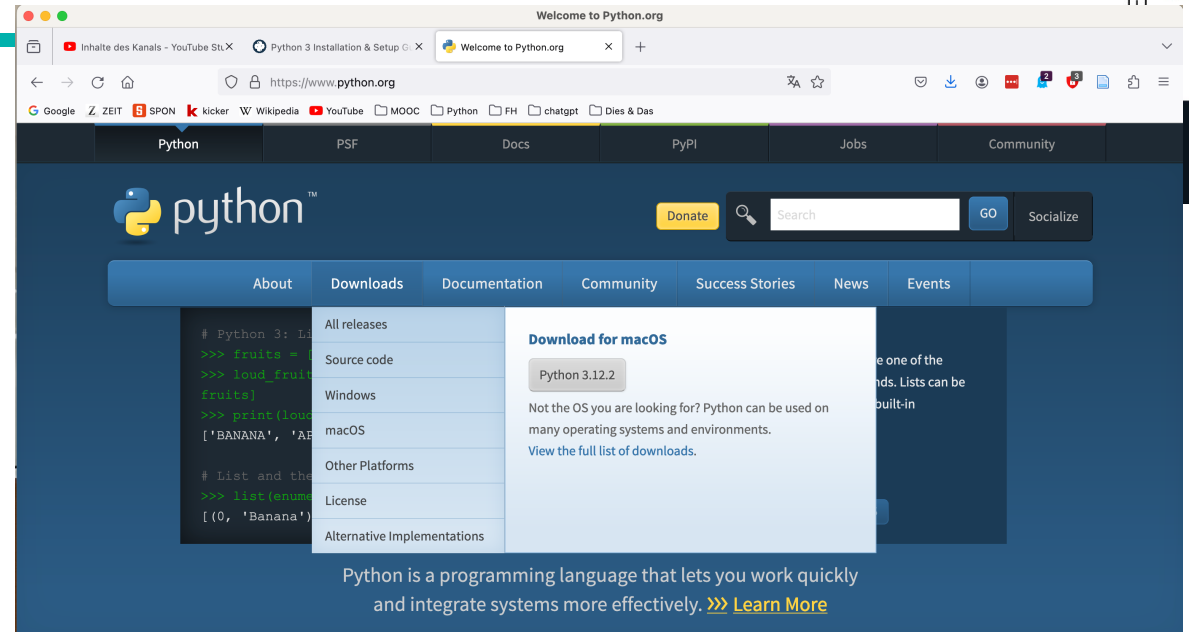 Welcome to Python.org
Inhalte des Kanals - YouTube Stu
Python 3 Installation & Setup Gu
Welcome to Python.org
https://www.python.org
2
3
Google ZEIT SPON kicker Wikipedia YouTube MOOC Python FH chatgpt Dies & Das
Python PSF Docs PyPI Jobs Community
python™
Donate
Search
GO
Socialize
About Downloads Documentation Community Success Stories News Events
# Python 3: Li
>>> fruits = [
>>> loud_fruit
fruits]
>>> print(loud
['BANANA', 'AP
# List and the
>>> list(enume
[(0, 'Banana')
All releases
Source code
Windows
macOS
Other Platforms
License
Alternative Implementations
Download for macOS
Python 3.12.2
Not the OS you are looking for? Python can be used on
many operating systems and environments.
View the full list of downloads.
e one of the
nds. Lists can be
built-in
Python is a programming language that lets you work quickly
and integrate systems more effectively. >>> Learn More